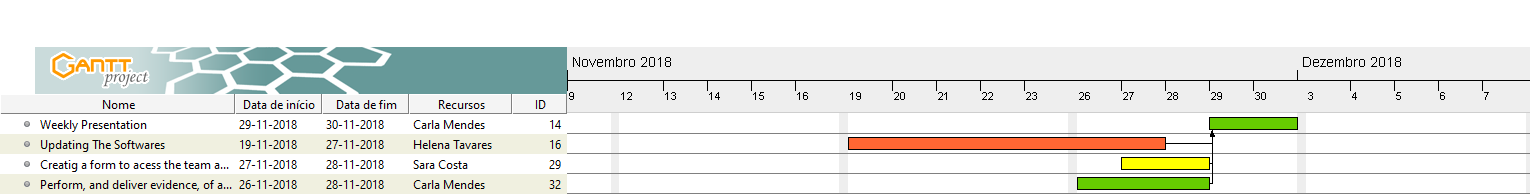 GANTT
project
Novembro 2018 Dezembro 2018
9 12 13 14 15 16 19 20 21 22 23 26 27 28 29 30 3 4 5 6 7
Nome Data de início Data de fim Recursos ID
Weekly Presentation 29-11-2018 30-11-2018 Carla Mendes 14
Updating The Softwares 19-11-2018 27-11-2018 Helena Tavares 16
Creatig a form to acess the team a... 27-11-2018 28-11-2018 Sara Costa 29
Perform, and deliver evidence, of a... 26-11-2018 28-11-2018 Carla Mendes 32